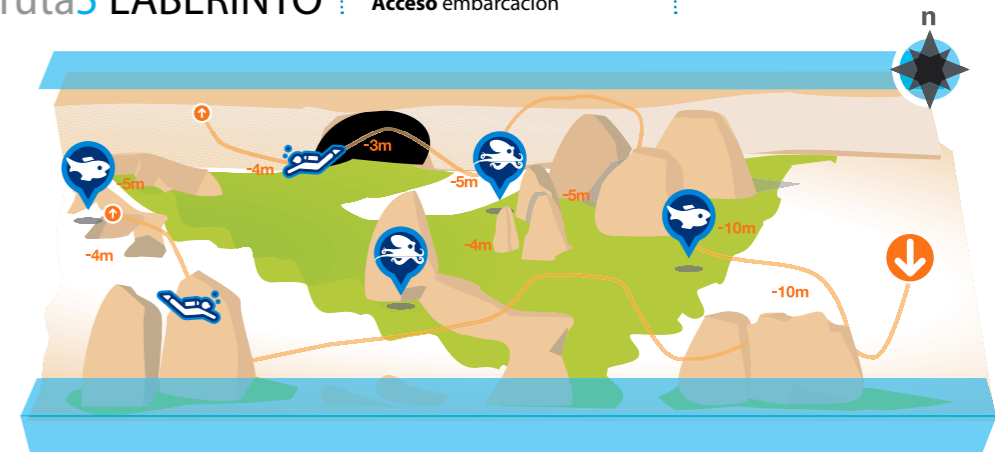 ruta5 LABERINTO
Acceso embarcación
n
-3m
-4m
-5m
-5m
-5m
-4m
-10m
-4m
-10m